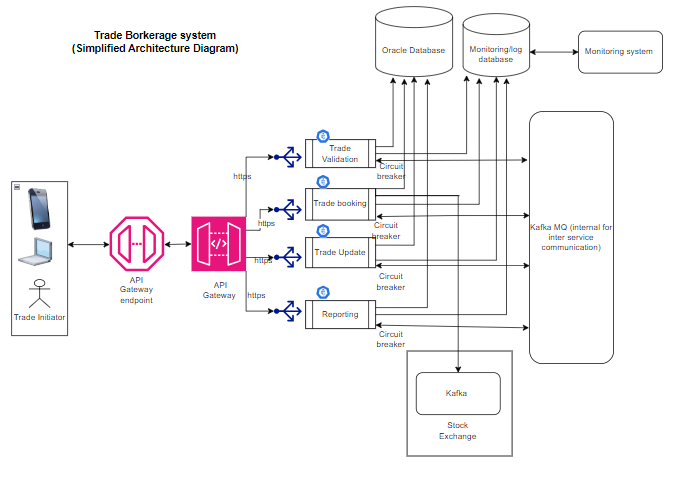 Trade Borkerage system
(Simplified Architecture Diagram)
Oracle Database
Monitoring/log
database
Monitoring system
Trade
Validation
https
Circuit
breaker
Trade booking
https
Circuit
breaker
Kafka MQ (internal for
inter service
communication)
Trade Update
https
Circuit
breaker
Trade Initiator
API
Gateway
endpoint
API
Gateway
https
Reporting
Circuit
breaker
Kafka
Stock
Exchange